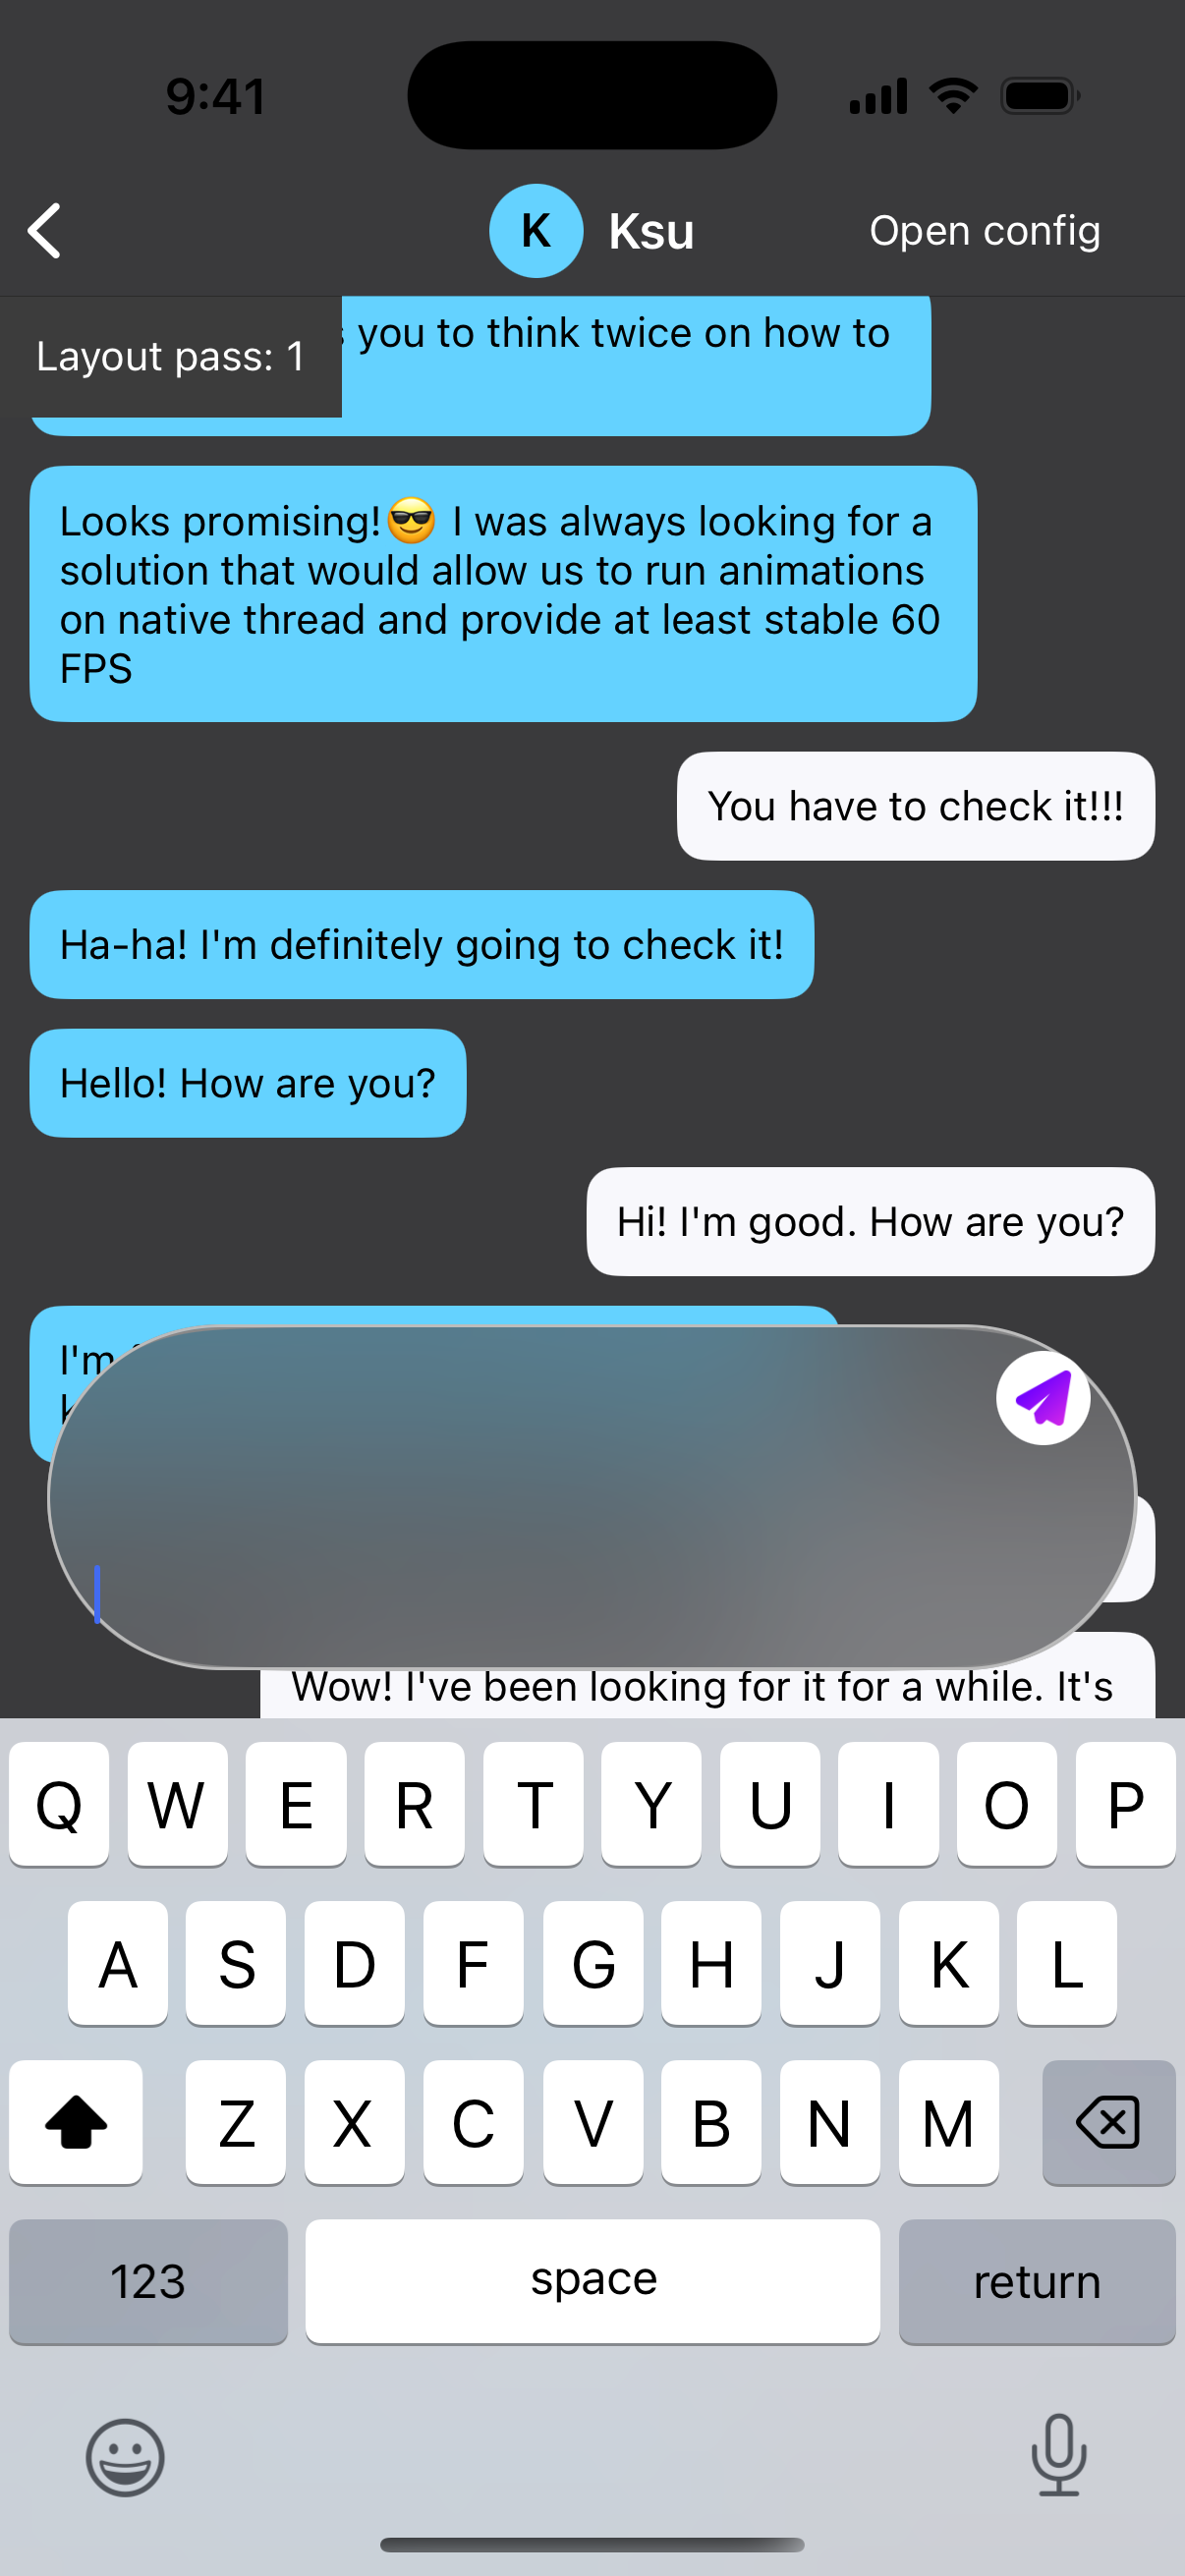 9:41
K Ksu Open config
Layout pass: 1
you to think twice on how to
Looks promising!😎 I was always looking for a
solution that would allow us to run animations
on native thread and provide at least stable 60
FPS
You have to check it!!!
Ha-ha! I'm definitely going to check it!
Hello! How are you?
Hi! I'm good. How are you?
I'm
Wow! I've been looking for it for a while. It's
Q W E R T Y U I O P
A S D F G H J K L
Z X C V B N M
123 space return